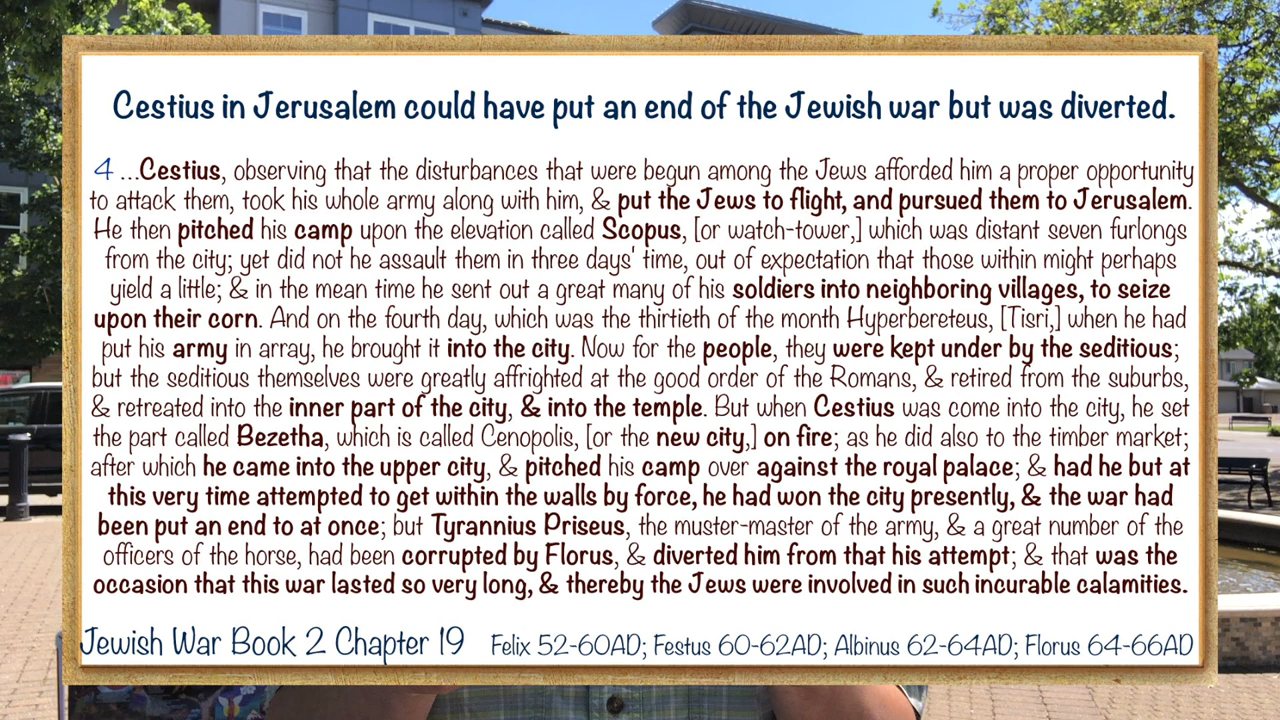 Cestius in Jerusalem could have put an end of the Jewish war but was diverted.
4 ...Cestius, observing that the disturbances that were begun among the Jews afforded him a proper opportunity
to attack them, took his whole army along with him, & put the Jews to flight, and pursued them to Jerusalem.
He then pitched his camp upon the elevation called Scopus, [or watch-tower,] which was distant seven furlongs
from the city; yet did not he assault them in three days' time, out of expectation that those within might perhaps
yield a little; & in the mean time he sent out a great many of his soldiers into neighboring villages, to seize
upon their corn. And on the fourth day, which was the thirtieth of the month Hyperbereteus, [Tisri,] when he had
put his army in array, he brought it into the city. Now for the people, they were kept under by the seditious;
but the seditious themselves were greatly affrighted at the good order of the Romans, & retired from the suburbs,
& retreated into the inner part of the city, & into the temple. But when Cestius was come into the city, he set
the part called Bezetha, which is called Cenopolis, [or the new city,] on fire; as he did also to the timber market;
after which he came into the upper city, & pitched his camp over against the royal palace; & had he but at
this very time attempted to get within the walls by force, he had won the city presently, & the war had
been put an end to at once; but Tyrannius Priseus, the muster-master of the army, & a great number of the
officers of the horse, had been corrupted by Florus, & diverted him from that his attempt; & that was the
occasion that this war lasted so very long, & thereby the Jews were involved in such incurable calamities.
Jewish War Book 2 Chapter 19 Felix 52-60AD; Festus 60-62AD; Albinus 62-64AD; Florus 64-66AD